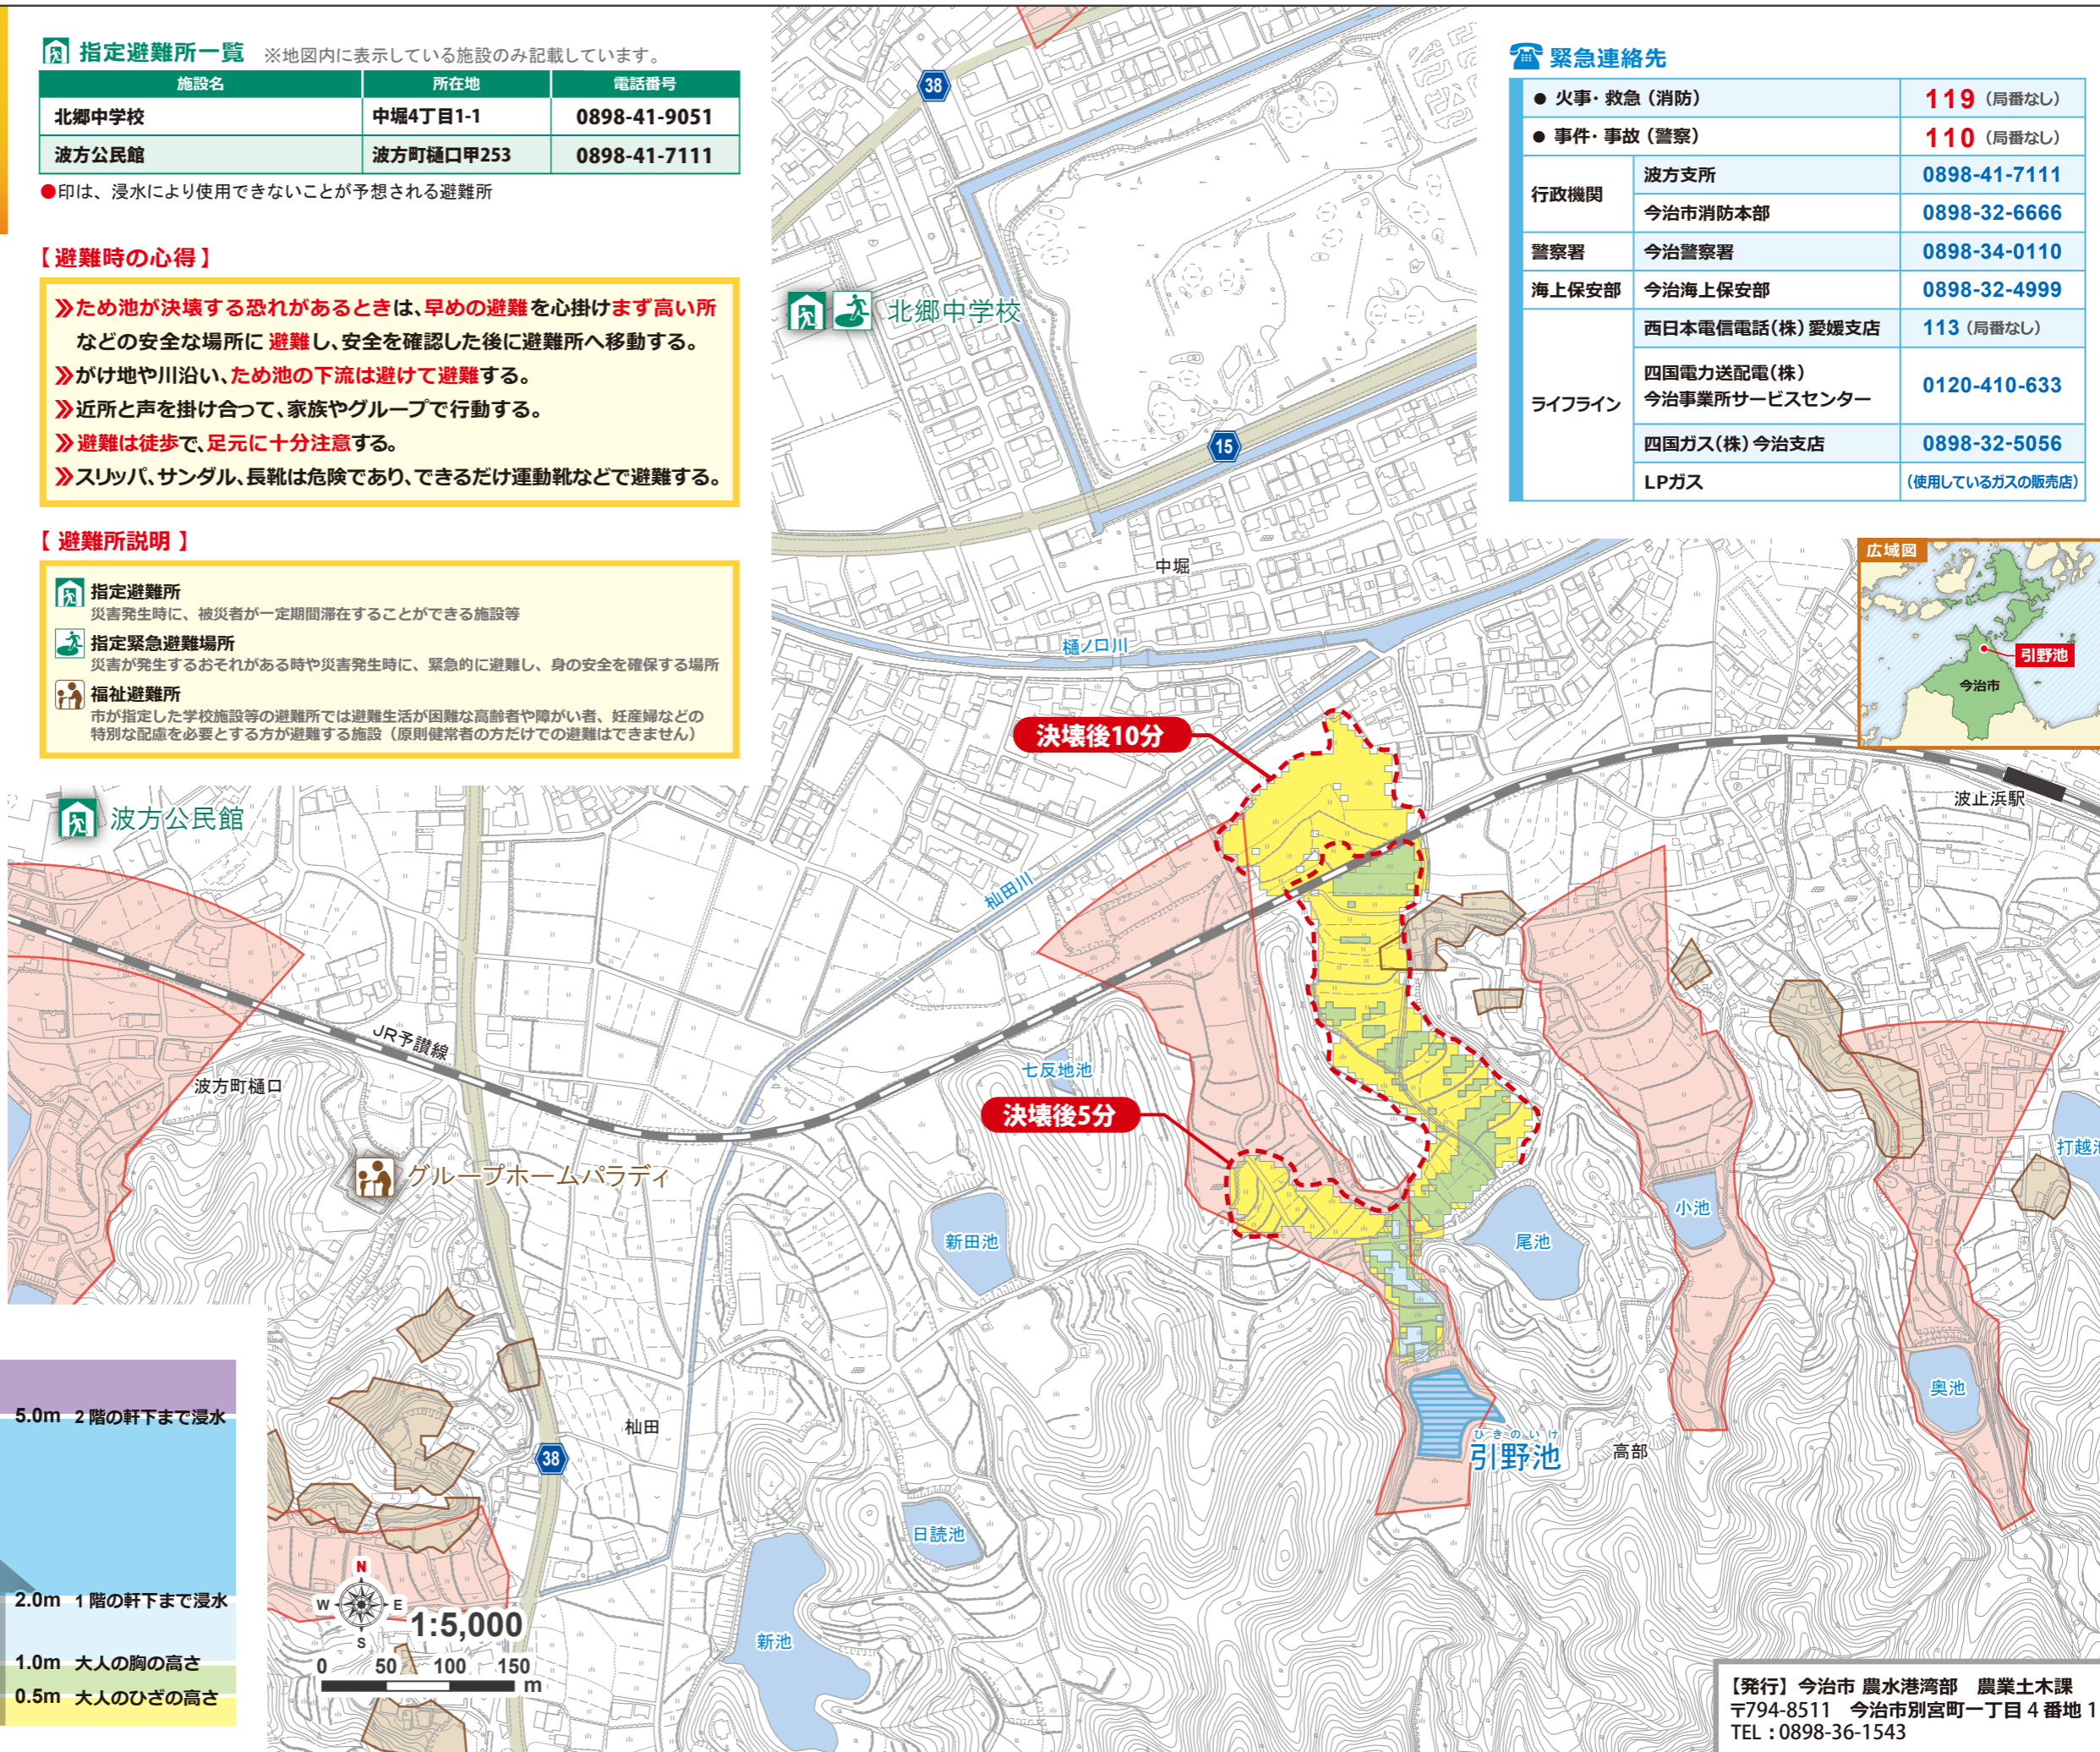 指定避難所一覧 ※地図内に表示している施設のみ記載しています。
施設名 所在地 電話番号
北郷中学校 中堀4丁目1-1 0898-41-9051
波方公民館 波方町樋口甲253 0898-41-7111
●印は、浸水により使用できないことが予想される避難所
【避難時の心得】
ため池が決壊する恐れがあるときは、早めの避難を心掛けまず高い所
などの安全な場所に避難し、安全を確認した後に避難所へ移動する。
がけ地や川沿い、ため池の下流は避けて避難する。
近所と声を掛け合って、家族やグループで行動する。
避難は徒歩で、足元に十分注意する。
スリッパ、サンダル、長靴は危険であり、できるだけ運動靴などで避難する。
【避難所説明】
指定避難所
災害発生時に、被災者が一定期間滞在することができる施設等
指定緊急避難場所
災害が発生するおそれがある時や災害発生時に、緊急的に避難し、身の安全を確保する場所
福祉避難所
市が指定した学校施設等の避難所では避難生活が困難な高齢者や障がい者、妊産婦などの
特別な配慮を必要とする方が避難する施設（原則健常者の方だけでの避難はできません）
緊急連絡先
● 火事・救急（消防） 119（局番なし）
● 事件・事故（警察） 110（局番なし）
行政機関 波方支所 0898-41-7111
今治市消防本部 0898-32-6666
警察署 今治警察署 0898-34-0110
海上保安部 今治海上保安部 0898-32-4999
ライフライン 西日本電信電話（株）愛媛支店 113（局番なし）
四国電力送配電（株）
今治事業所サービスセンター 0120-410-633
四国ガス（株）今治支店 0898-32-5056
LPガス （使用しているガスの販売店）
38
北郷中学校
15
中堀
樋ノ口川
広域図
引野池
今治市
決壊後10分
波止浜駅
波方公民館
杣田川
JR予讃線
波方町樋口
七反地池
決壊後5分
グループホームパラディ
打越池
小池
新田池
尾池
奥池
ひきのいけ
引野池
高部
杣田
38
日読池
新池
5.0m 2階の軒下まで浸水
2.0m 1階の軒下まで浸水
1.0m 大人の胸の高さ
0.5m 大人のひざの高さ
N
W E
S
1:5,000
0 50 100 150
m
【発行】今治市 農水港湾部 農業土木課
〒794-8511 今治市別宮町一丁目4番地1
TEL：0898-36-1543